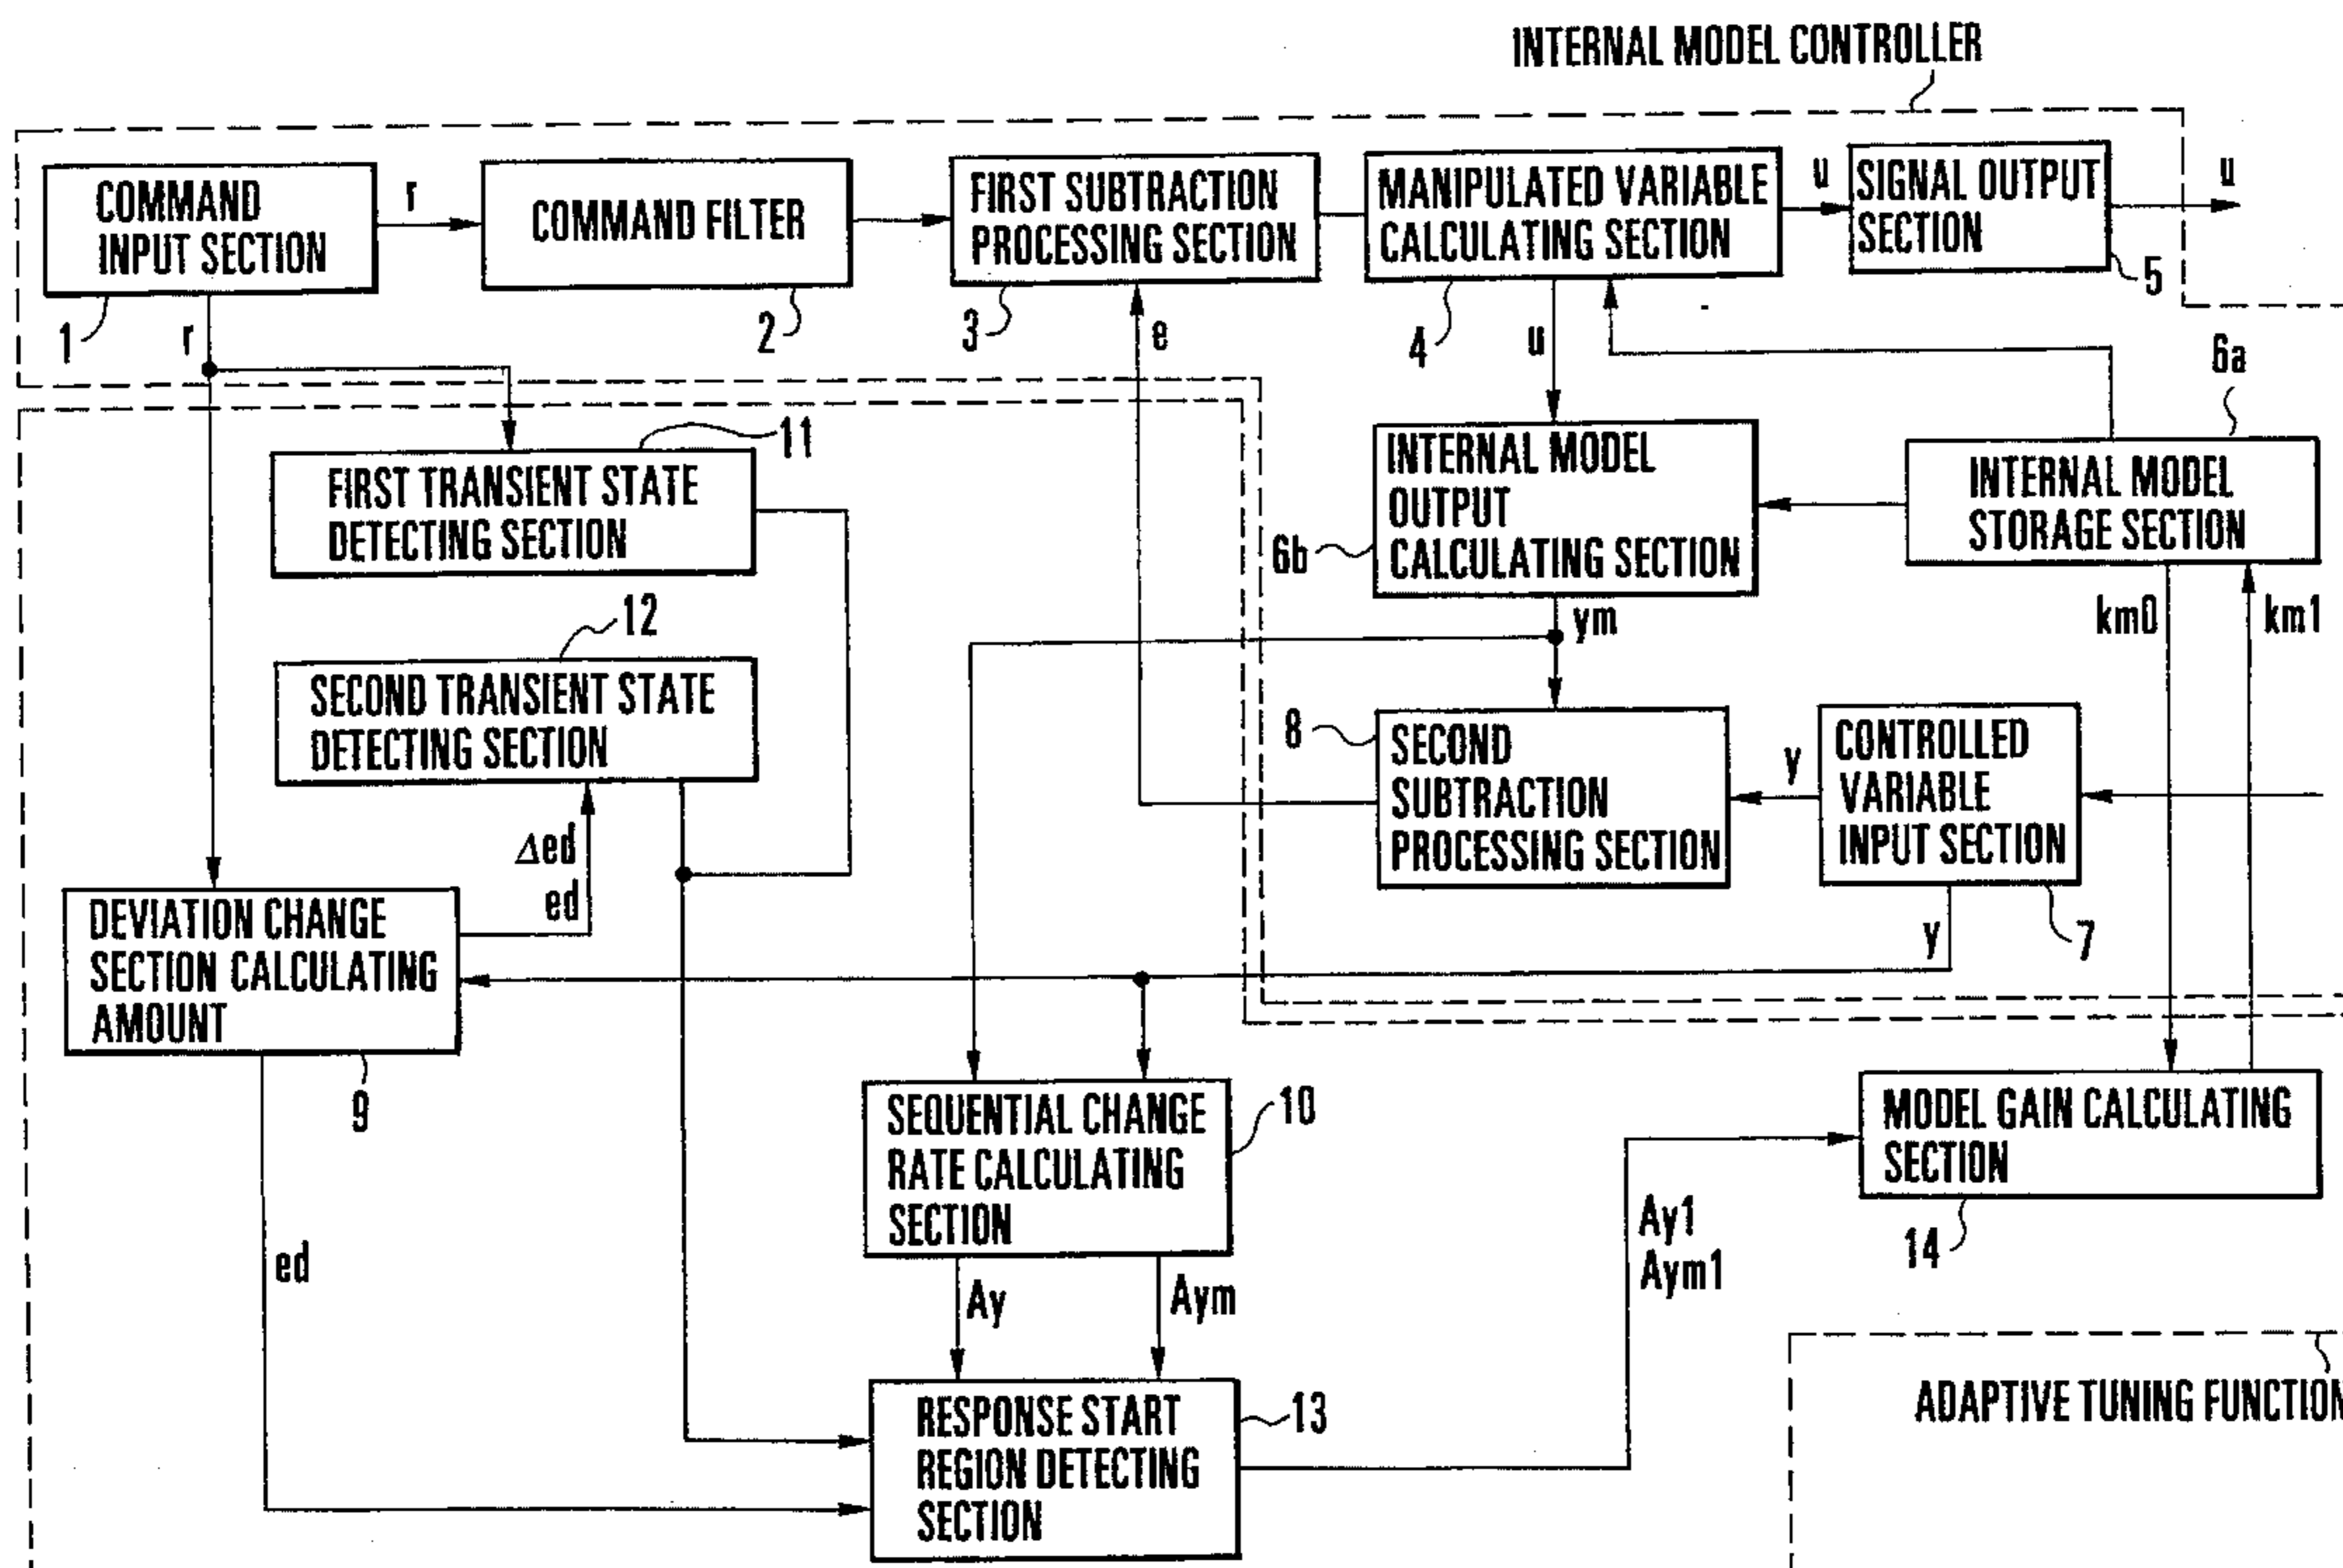 INTERNAL MODEL CONTROLLER
COMMAND
INPUT SECTION
1
r
r
COMMAND FILTER
2
FIRST SUBTRACTION
PROCESSING SECTION
3
e
MANIPULATED VARIABLE
CALCULATING SECTION
4
u
u
SIGNAL OUTPUT
SECTION
5
u
6a
INTERNAL MODEL
STORAGE SECTION
km0
km1
INTERNAL MODEL
OUTPUT
CALCULATING SECTION
6b
ym
11
FIRST TRANSIENT STATE
DETECTING SECTION
12
SECOND TRANSIENT STATE
DETECTING SECTION
Δed
ed
8
SECOND
SUBTRACTION
PROCESSING SECTION
y
CONTROLLED
VARIABLE
INPUT SECTION
7
y
DEVIATION CHANGE
SECTION CALCULATING
AMOUNT
9
ed
SEQUENTIAL CHANGE
RATE CALCULATING
SECTION
10
Ay
Aym
MODEL GAIN CALCULATING
SECTION
14
Ay1
Aym1
RESPONSE START
REGION DETECTING
SECTION
13
ADAPTIVE TUNING FUNCTION